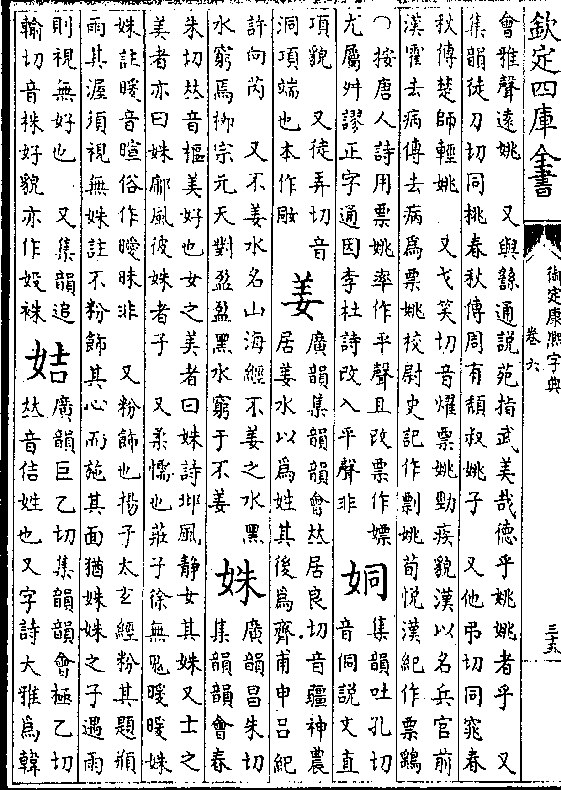 欽定四庫全書
御定康熙字典
卷六
三五
會雅聲遠姚　又與繇通說苑指武美哉德乎姚姚者乎　又
集韻徒刀切同桃春秋傳周有頹叔姚子　又他弔切同窕春
秋傳楚師輕姚　又弋笑切音燿票姚勁疾貌漢以名兵官前
漢霍去病傳去病為票姚校尉史記作剽姚荀悅漢紀作票鷂
○按唐人詩用票姚率作平聲且改票作嫖
尤屬舛謬正字通因李杜詩改入平聲非
姛
集韻吐孔切
音侗說文直
項貌　又徒弄切音
洞項端也本作㢥
姜
廣韻集韻韻會𠀤居良切音疆神農
居姜水以為姓其後為齊甫申呂紀
許向芮　又不姜水名山海經不姜之水黑
水窮焉柳宗元天對盈盈黑水窮于不姜
姝
廣韻昌朱切
集韻韻會春
朱切𠀤音樞美好也女之美者曰姝詩邶風靜女其姝又士之
美者亦曰姝鄘風彼姝者子　又柔懦也莊子徐無鬼暖暖姝
姝註暖音暄俗作曖昧非　又粉飾也揚子太玄經粉其題頯
雨其渥須視無姝註不粉飾其心而施其面猶姝姝之子遇雨
則視無好也　又集韻追
輸切音株好貌亦作㛗袾
姞
廣韻巨乙切集韻韻會極乙切
𠀤音佶姓也又字詩大雅為韓